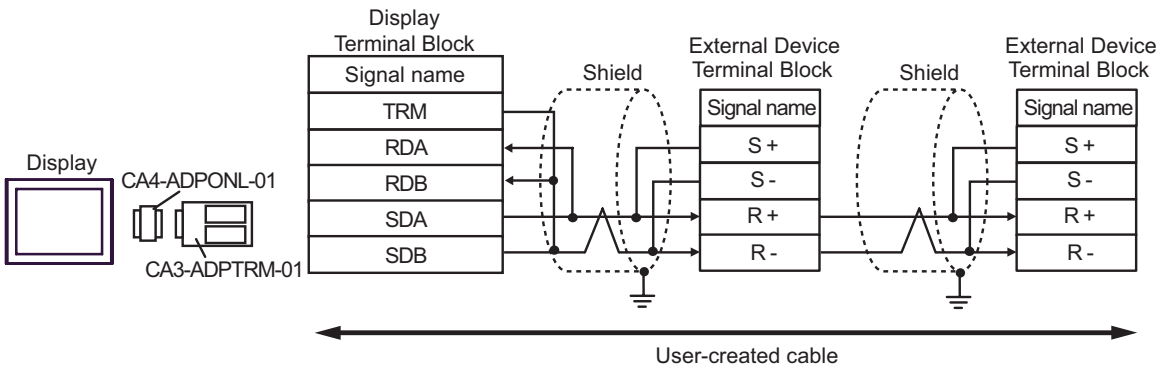 Display
CA4-ADPONL-01
CA3-ADPTRM-01
Display
Terminal Block
Signal name
TRM
RDA
RDB
SDA
SDB
Shield
External Device
Terminal Block
Signal name
S +
S -
R +
R -
Shield
External Device
Terminal Block
Signal name
S +
S -
R +
R -
User-created cable